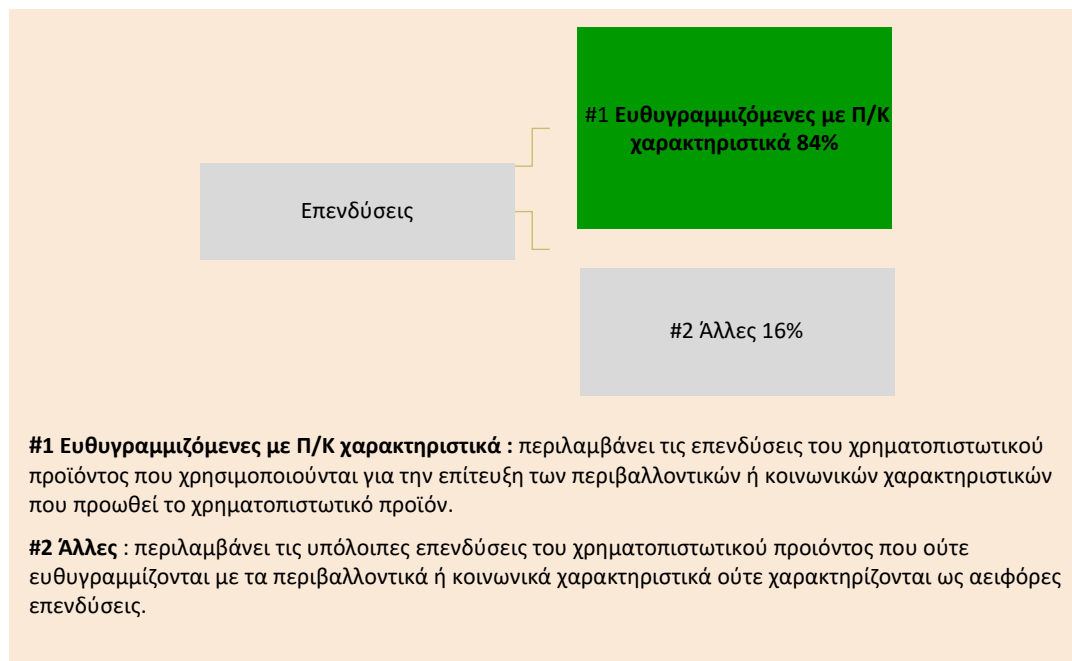 #1 Ευθυγραμμιζόμενες με Π/Κ
χαρακτηριστικά 84%
Επενδύσεις
#2 Άλλες 16%
#1 Ευθυγραμμιζόμενες με Π/Κ χαρακτηριστικά : περιλαμβάνει τις επενδύσεις του χρηματοπιστωτικού
προϊόντος που χρησιμοποιούνται για την επίτευξη των περιβαλλοντικών ή κοινωνικών χαρακτηριστικών
που προωθεί το χρηματοπιστωτικό προϊόν.
#2 Άλλες : περιλαμβάνει τις υπόλοιπες επενδύσεις του χρηματοπιστωτικού προιόντος που ούτε
ευθυγραμμίζονται με τα περιβαλλοντικά ή κοινωνικά χαρακτηριστικά ούτε χαρακτηρίζονται ως αειφόρες
επενδύσεις.